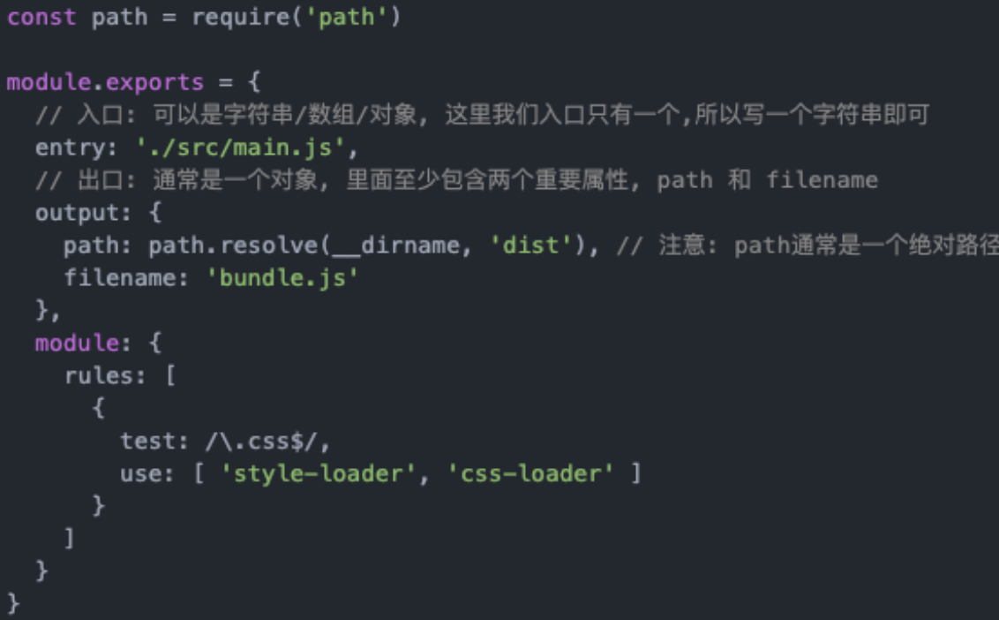 const path = require('path')
module.exports = {
// 入口: 可以是字符串/数组/对象, 这里我们入口只有一个,所以写一个字符串即可
entry: './src/main.js',
// 出口: 通常是一个对象, 里面至少包含两个重要属性, path 和 filename
output: {
path: path.resolve(__dirname, 'dist'), // 注意: path通常是一个绝对路径
filename: 'bundle.js'
},
module: {
rules: [
{
test: /\.css$/,
use: [ 'style-loader', 'css-loader' ]
}
]
}
}